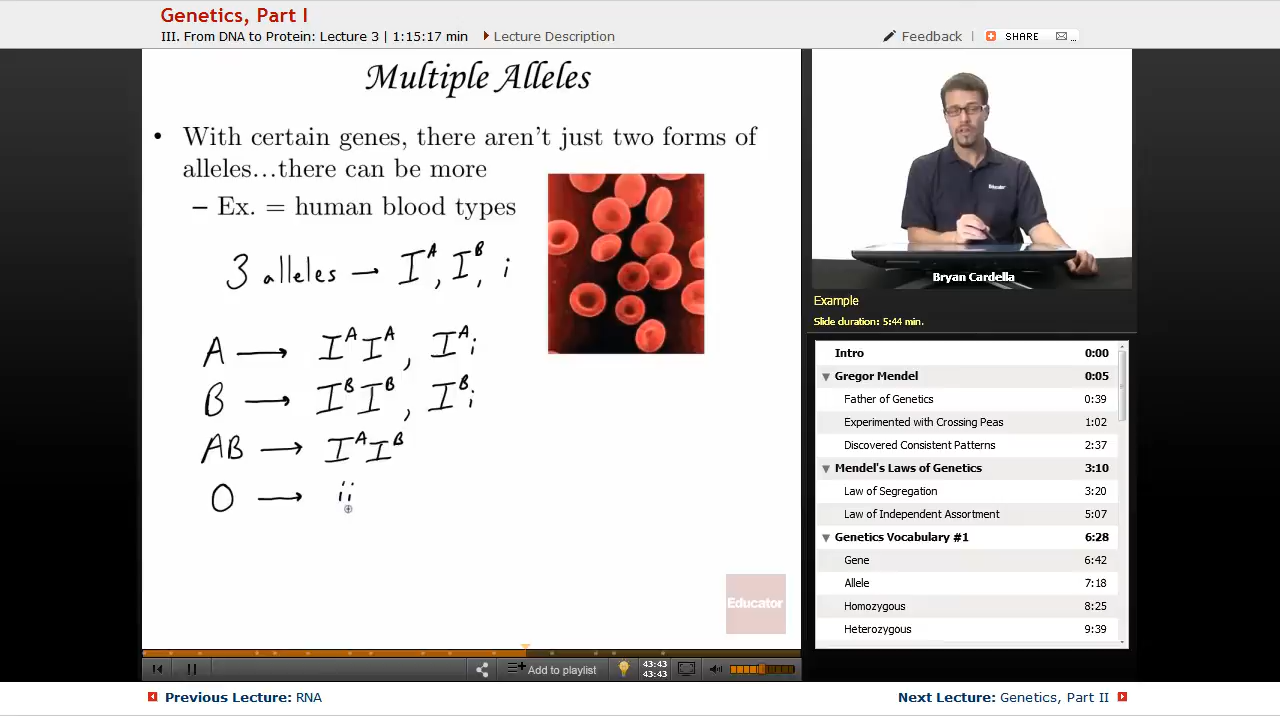 Genetics, Part I
III. From DNA to Protein: Lecture 3 | 1:15:17 min Lecture Description
Feedback | SHARE
Multiple Alleles
• With certain genes, there aren't just two forms of
alleles…there can be more
– Ex. = human blood types
3 alleles → I^A, I^B, i
A → I^A I^A, I^A i
B → I^B I^B, I^B i
AB → I^A I^B
O → ii
Educator
Educator
Bryan Cardella
Example
Slide duration: 5:44 min.
Intro 0:00
Gregor Mendel 0:05
Father of Genetics 0:39
Experimented with Crossing Peas 1:02
Discovered Consistent Patterns 2:37
Mendel's Laws of Genetics 3:10
Law of Segregation 3:20
Law of Independent Assortment 5:07
Genetics Vocabulary #1 6:28
Gene 6:42
Allele 7:18
Homozygous 8:25
Heterozygous 9:39
Add to playlist
43:43
43:43
Previous Lecture: RNA
Next Lecture: Genetics, Part II